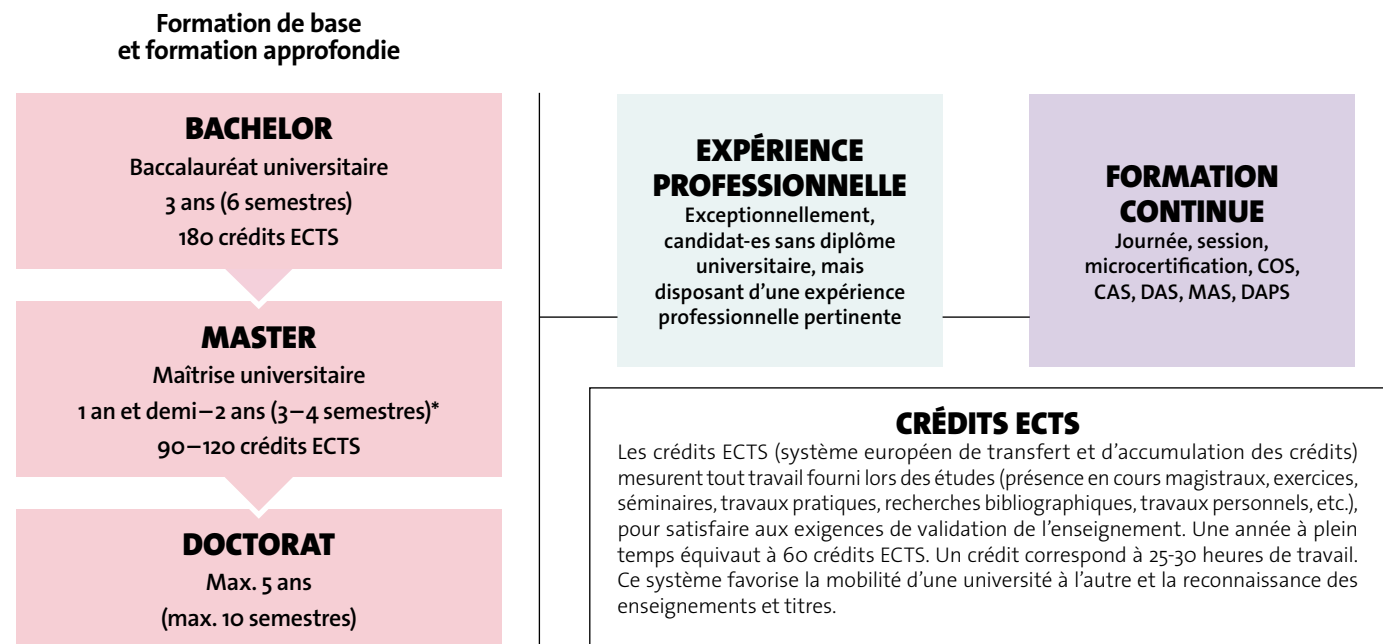 Formation de base
et formation approfondie
BACHELOR
Baccalauréat universitaire
3 ans (6 semestres)
180 crédits ECTS
MASTER
Maîtrise universitaire
1 an et demi – 2 ans (3 – 4 semestres)*
90 – 120 crédits ECTS
DOCTORAT
Max. 5 ans
(max. 10 semestres)
EXPÉRIENCE
PROFESSIONNELLE
Exceptionnellement,
candidat-es sans diplôme
universitaire, mais
disposant d’une expérience
professionnelle pertinente
FORMATION
CONTINUE
Journée, session,
microcertification, COS,
CAS, DAS, MAS, DAPS
CRÉDITS ECTS
Les crédits ECTS (système européen de transfert et d’accumulation des crédits)
mesurent tout travail fourni lors des études (présence en cours magistraux, exercices,
séminaires, travaux pratiques, recherches bibliographiques, travaux personnels, etc.),
pour satisfaire aux exigences de validation de l’enseignement. Une année à plein
temps équivaut à 60 crédits ECTS. Un crédit correspond à 25-30 heures de travail.
Ce système favorise la mobilité d’une université à l’autre et la reconnaissance des
enseignements et titres.